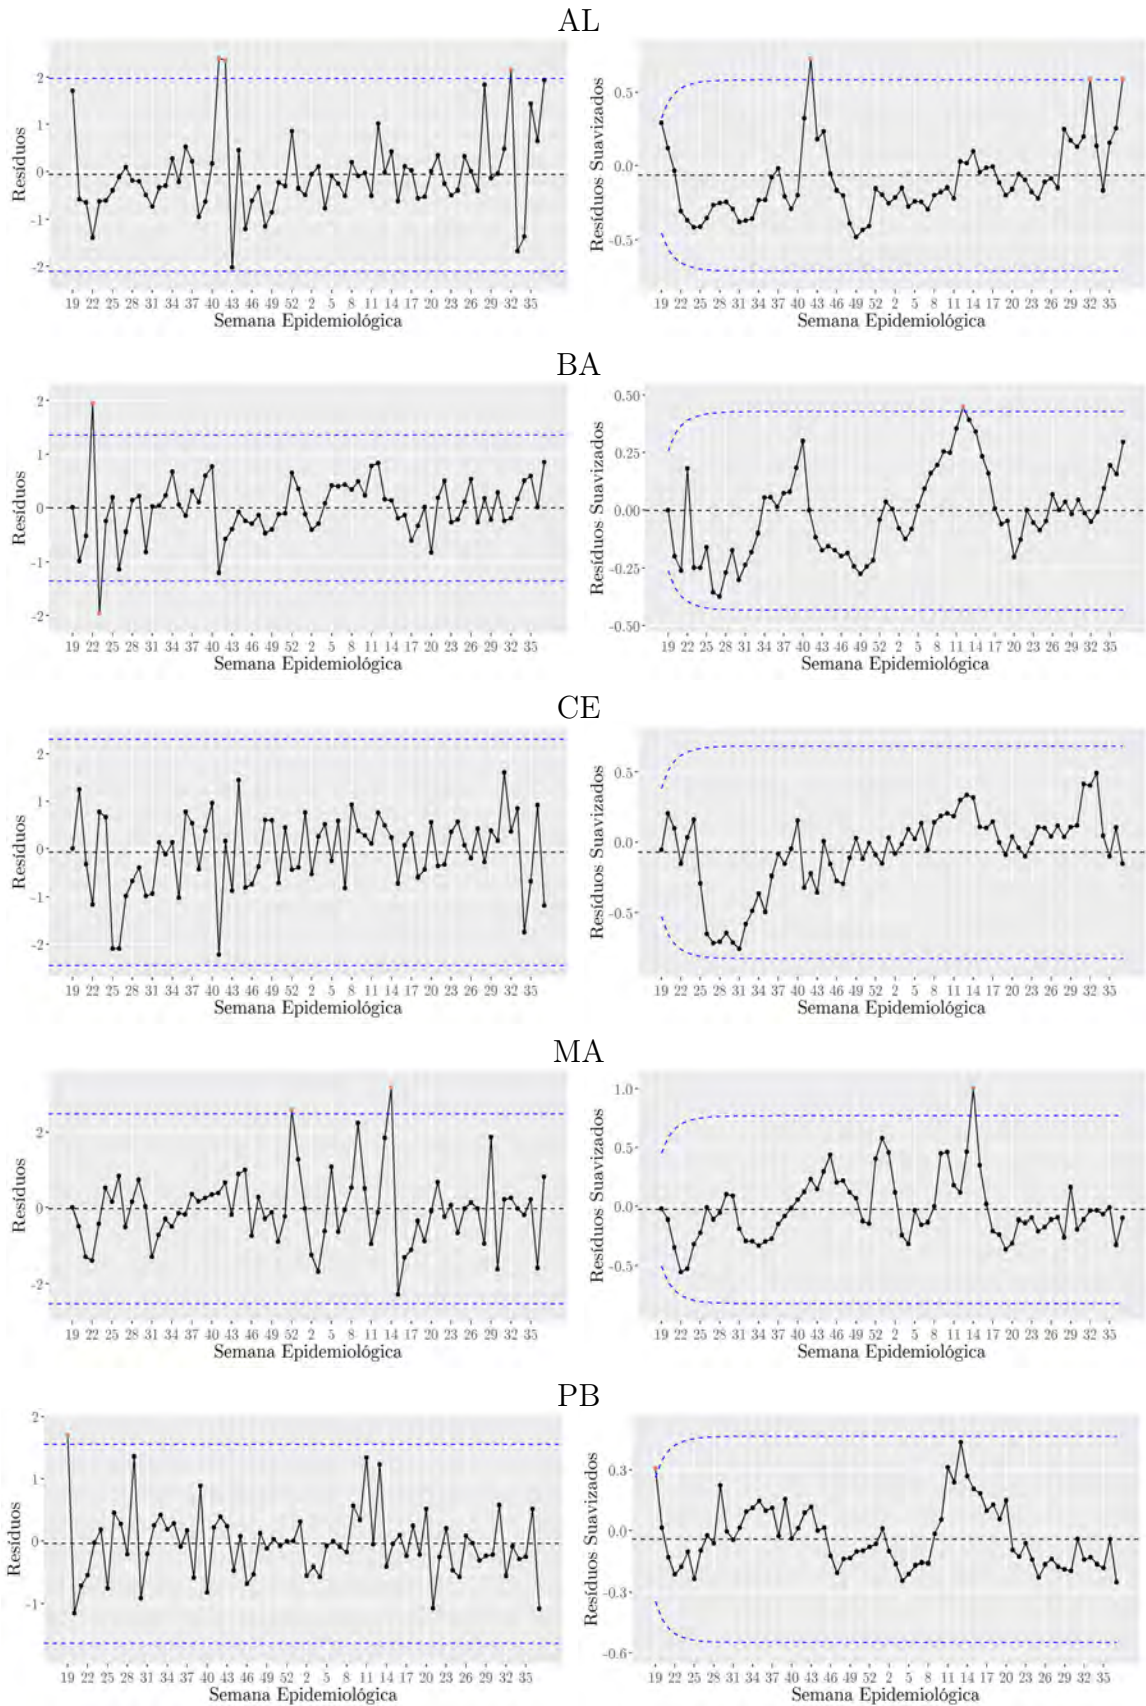 AL
Resíduos
2
1
0
-1
-2
19 22 25 28 31 34 37 40 43 46 49 52 2 5 8 11 14 17 20 23 26 29 32 35
Semana Epidemiológica
Resíduos Suavizados
0.5
0.0
-0.5
19 22 25 28 31 34 37 40 43 46 49 52 2 5 8 11 14 17 20 23 26 29 32 35
Semana Epidemiológica
BA
Resíduos
2
1
0
-1
-2
19 22 25 28 31 34 37 40 43 46 49 52 2 5 8 11 14 17 20 23 26 29 32 35
Semana Epidemiológica
Resíduos Suavizados
0.50
0.25
0.00
-0.25
-0.50
19 22 25 28 31 34 37 40 43 46 49 52 2 5 8 11 14 17 20 23 26 29 32 35
Semana Epidemiológica
CE
Resíduos
2
1
0
-1
-2
19 22 25 28 31 34 37 40 43 46 49 52 2 5 8 11 14 17 20 23 26 29 32 35
Semana Epidemiológica
Resíduos Suavizados
0.5
0.0
-0.5
19 22 25 28 31 34 37 40 43 46 49 52 2 5 8 11 14 17 20 23 26 29 32 35
Semana Epidemiológica
MA
Resíduos
2
0
-2
19 22 25 28 31 34 37 40 43 46 49 52 2 5 8 11 14 17 20 23 26 29 32 35
Semana Epidemiológica
Resíduos Suavizados
1.0
0.5
0.0
-0.5
19 22 25 28 31 34 37 40 43 46 49 52 2 5 8 11 14 17 20 23 26 29 32 35
Semana Epidemiológica
PB
Resíduos
2
1
0
-1
19 22 25 28 31 34 37 40 43 46 49 52 2 5 8 11 14 17 20 23 26 29 32 35
Semana Epidemiológica
Resíduos Suavizados
0.3
0.0
-0.3
-0.6
19 22 25 28 31 34 37 40 43 46 49 52 2 5 8 11 14 17 20 23 26 29 32 35
Semana Epidemiológica